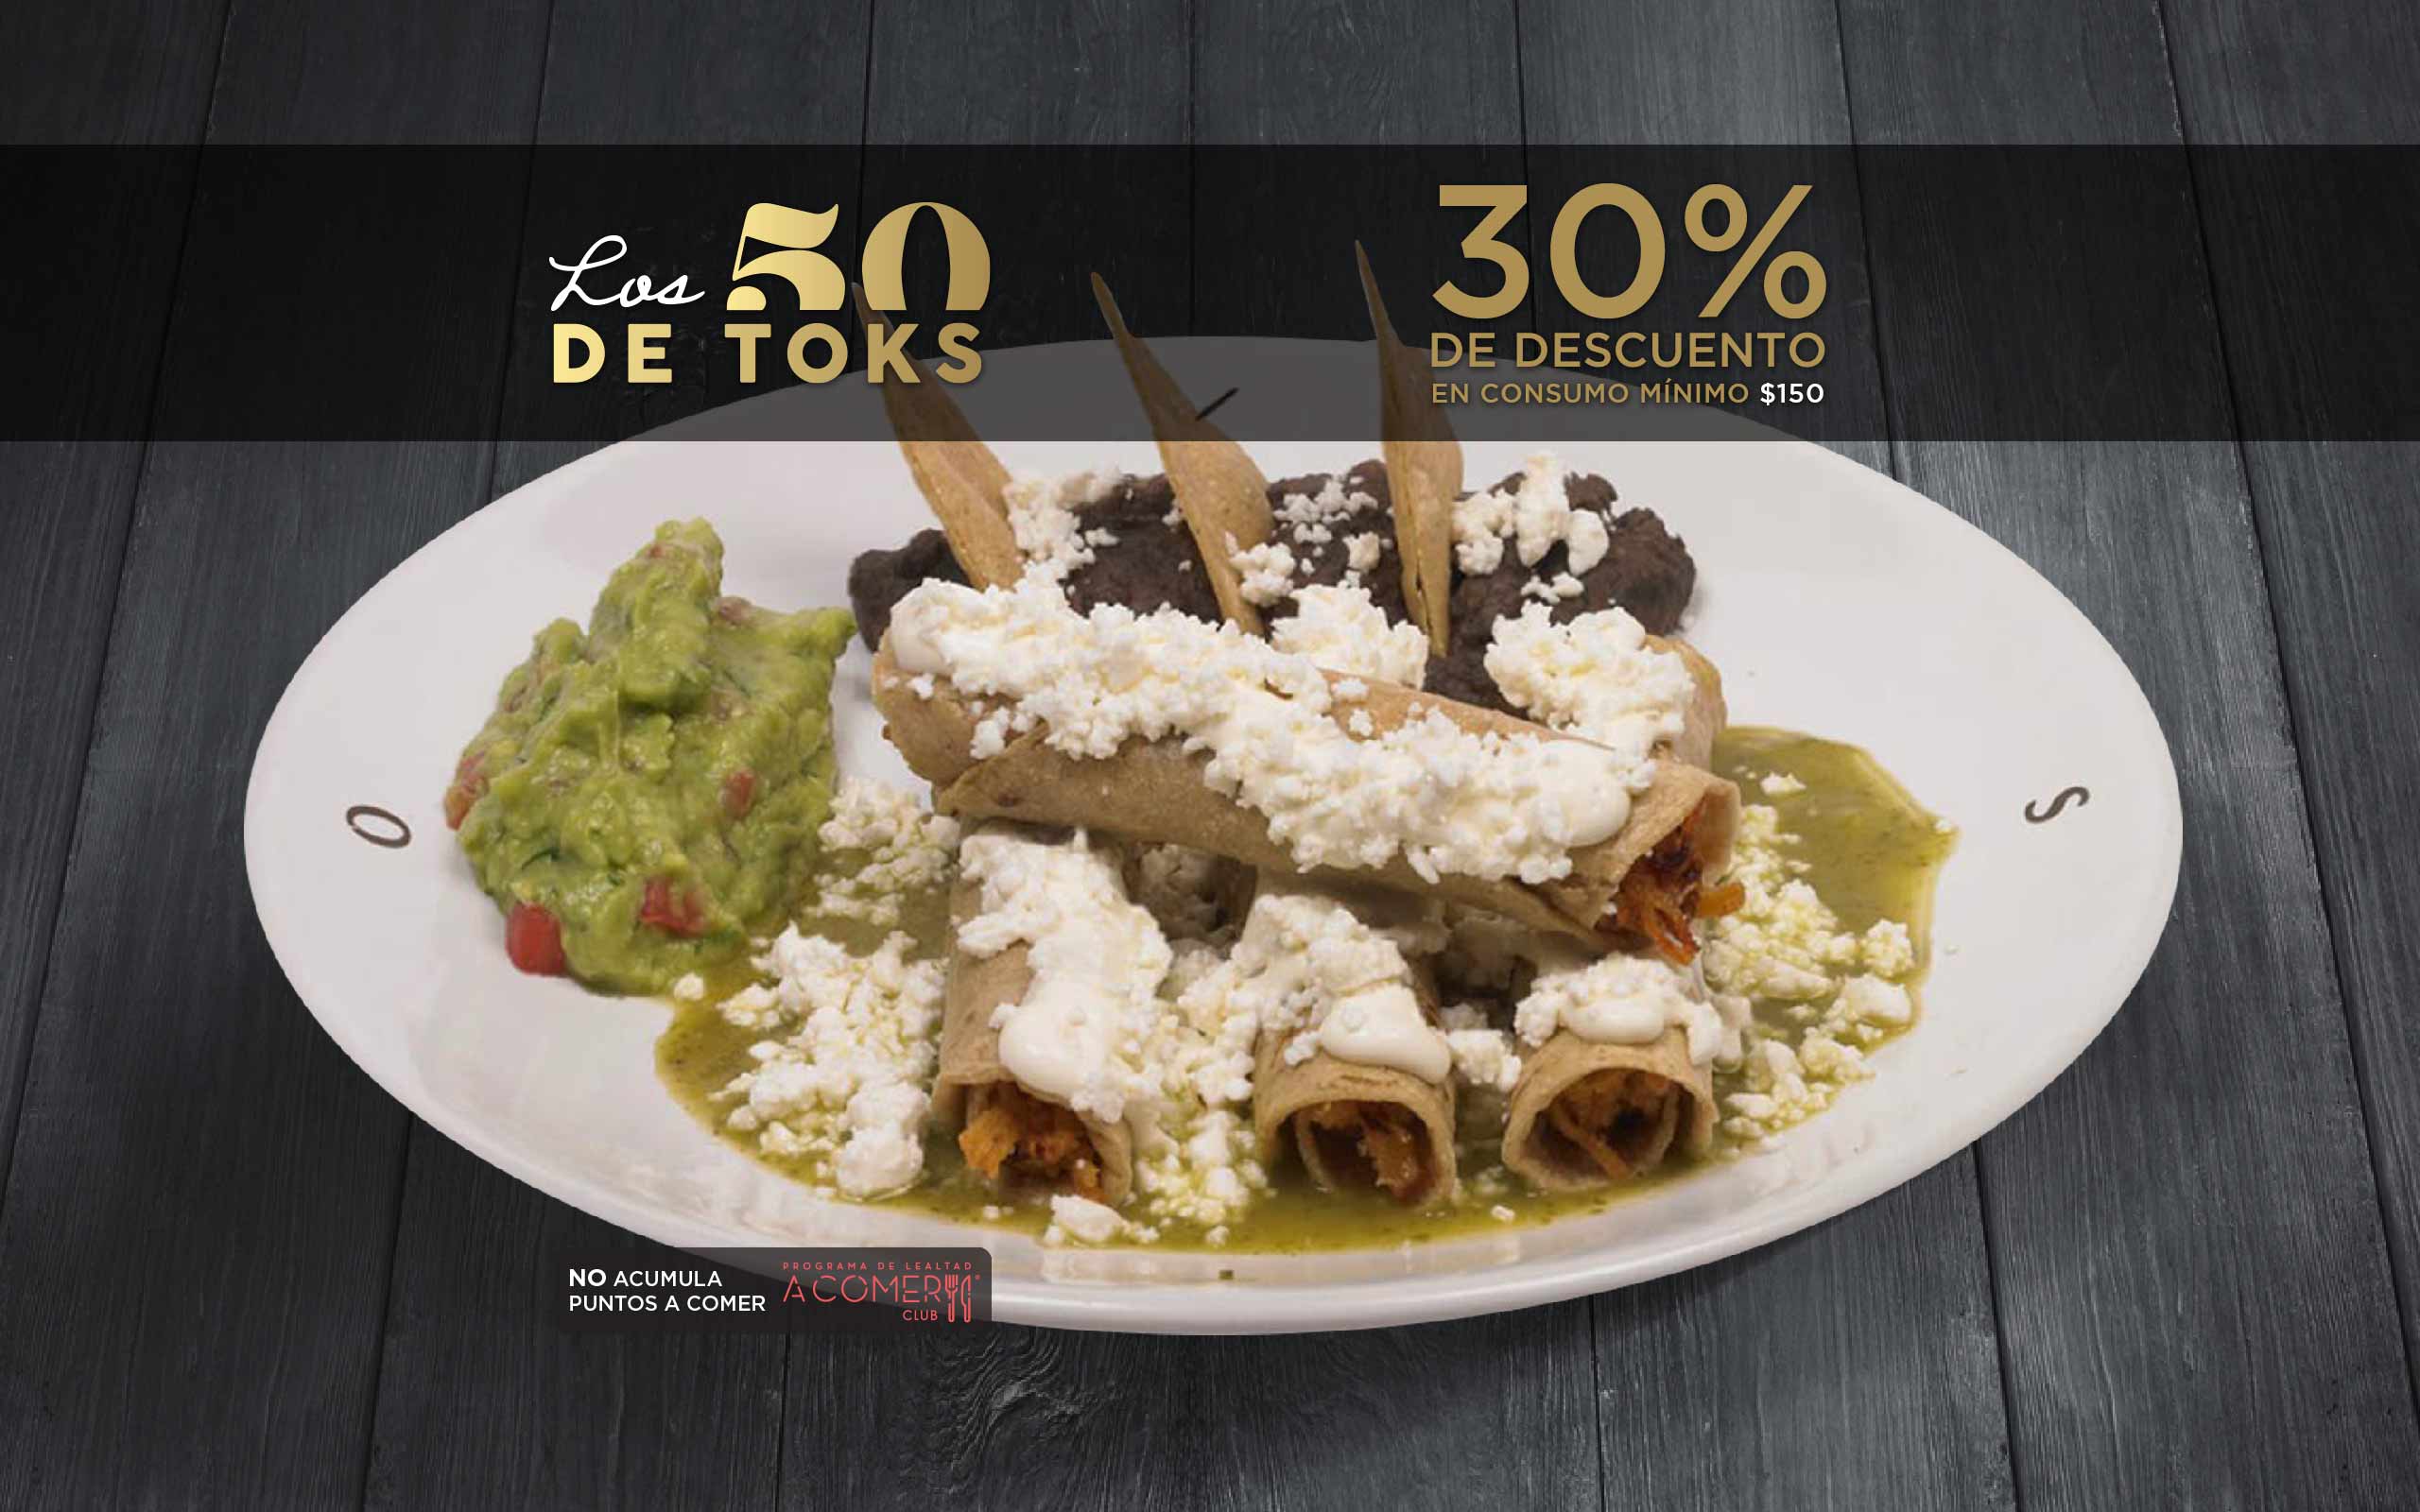 Los 50
DE TOKS
30%
DE DESCUENTO
EN CONSUMO MÍNIMO $150
O
S
NO ACUMULA
PUNTOS A COMER
PROGRAMA DE LEALTAD
ACOMER
CLUB